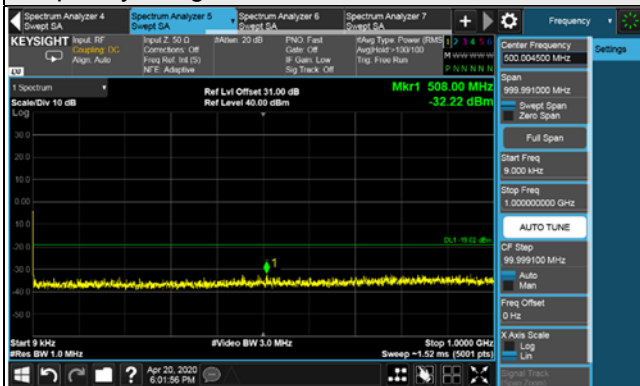 Spectrum Analyzer 4
Swept SA
Spectrum Analyzer 5
Swept SA
Spectrum Analyzer 6
Swept SA
Spectrum Analyzer 7
Swept SA
Frequency
KEYSIGHT
Input: RF
Coupling: DC
Align: Auto
Input Z: 50 Ω
Corrections: Off
Freq Ref: Int (S)
NFE: Adaptive
#Atten: 20 dB
PNO: Fast
Gate: Off
IF Gain: Low
Sig Track: Off
#Avg Type: Power (RMS)
Avg|Hold:>100/100
Trig: Free Run
1 2 3 4 5 6
M W W W W W
P N N N N N
LXI
1 Spectrum
Scale/Div 10 dB
Log
Ref Lvl Offset 31.00 dB
Ref Level 40.00 dBm
Mkr1 508.00 MHz
-32.22 dBm
30.0
20.0
10.0
0.00
-10.0
-20.0
-30.0
-40.0
-50.0
DL1 -19.02 dBm
1
Start 9 kHz
#Res BW 1.0 MHz
#Video BW 3.0 MHz
Stop 1.0000 GHz
Sweep ~1.52 ms (5001 pts)
Apr 20, 2020
6:01:56 PM
Center Frequency
500.004500 MHz
Settings
Span
999.991000 MHz
Swept Span
Zero Span
Full Span
Start Freq
9.000 kHz
Stop Freq
1.000000000 GHz
AUTO TUNE
CF Step
99.999100 MHz
Auto
Man
Freq Offset
0 Hz
X Axis Scale
Log
Lin
Signal Track
(Span Zoom)